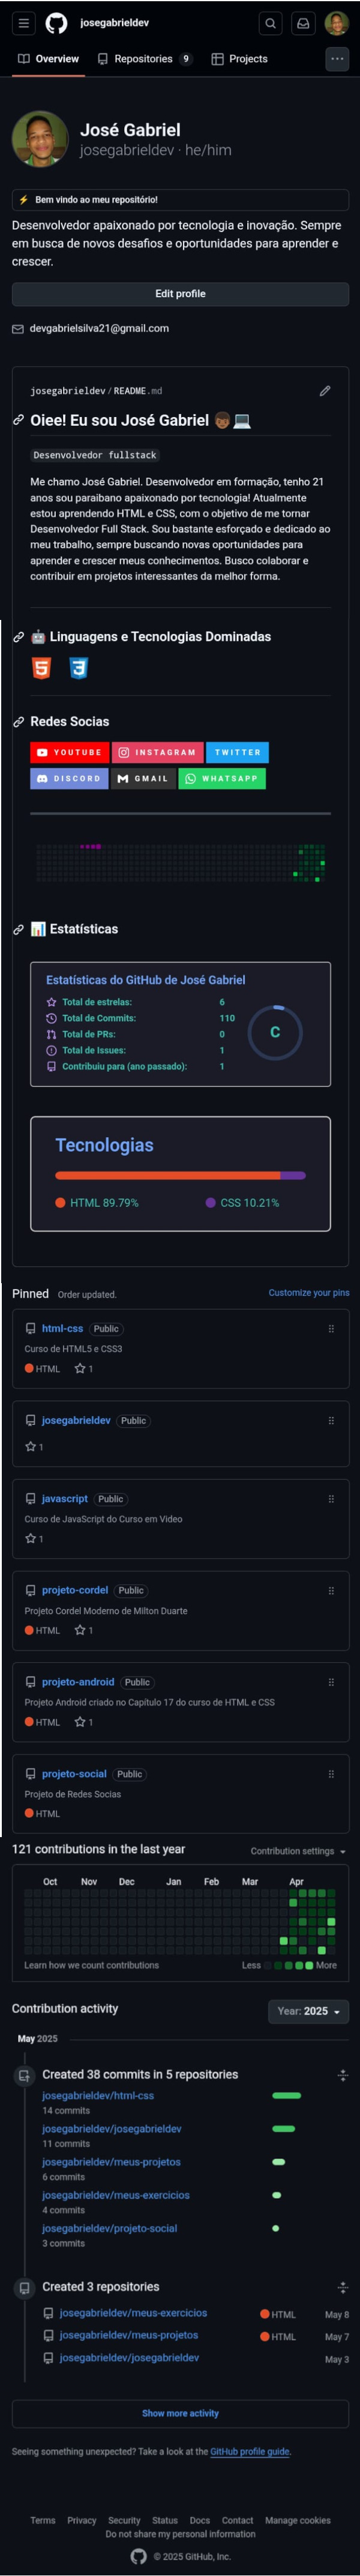 josegabrieldev
Overview Repositories 9 Projects
José Gabriel
josegabrieldev · he/him
⚡ Bem vindo ao meu repositório!
Desenvolvedor apaixonado por tecnologia e inovação. Sempre
em busca de novos desafios e oportunidades para aprender e
crescer.
Edit profile
devgabrielsilva21@gmail.com
josegabrieldev / README.md
Oiee! Eu sou José Gabriel 👦🏾💻
Desenvolvedor fullstack
Me chamo José Gabriel. Desenvolvedor em formação, tenho 21
anos sou paraibano apaixonado por tecnologia! Atualmente
estou aprendendo HTML e CSS, com o objetivo de me tornar
Desenvolvedor Full Stack. Sou bastante esforçado e dedicado ao
meu trabalho, sempre buscando novas oportunidades para
aprender e crescer meus conhecimentos. Busco colaborar e
contribuir em projetos interessantes da melhor forma.
🤖 Linguagens e Tecnologias Dominadas
5 3
Redes Socias
YOUTUBE INSTAGRAM TWITTER
DISCORD GMAIL WHATSAPP
📊 Estatísticas
Estatísticas do GitHub de José Gabriel
Total de estrelas: 6
Total de Commits: 110
Total de PRs: 0
Total de Issues: 1
Contribuiu para (ano passado): 1
C
Tecnologias
HTML 89.79% CSS 10.21%
Pinned Order updated. Customize your pins
html-css Public
Curso de HTML5 e CSS3
HTML 1
josegabrieldev Public
1
javascript Public
Curso de JavaScript do Curso em Video
1
projeto-cordel Public
Projeto Cordel Moderno de Milton Duarte
HTML 1
projeto-android Public
Projeto Android criado no Capítulo 17 do curso de HTML e CSS
HTML 1
projeto-social Public
Projeto de Redes Socias
HTML
121 contributions in the last year Contribution settings
Oct Nov Dec Jan Feb Mar Apr
Learn how we count contributions Less More
Contribution activity Year: 2025
May 2025
Created 38 commits in 5 repositories
josegabrieldev/html-css
14 commits
josegabrieldev/josegabrieldev
11 commits
josegabrieldev/meus-projetos
6 commits
josegabrieldev/meus-exercicios
4 commits
josegabrieldev/projeto-social
3 commits
Created 3 repositories
josegabrieldev/meus-exercicios HTML May 8
josegabrieldev/meus-projetos HTML May 7
josegabrieldev/josegabrieldev May 3
Show more activity
Seeing something unexpected? Take a look at the GitHub profile guide.
Terms Privacy Security Status Docs Contact Manage cookies
Do not share my personal information
© 2025 GitHub, Inc.